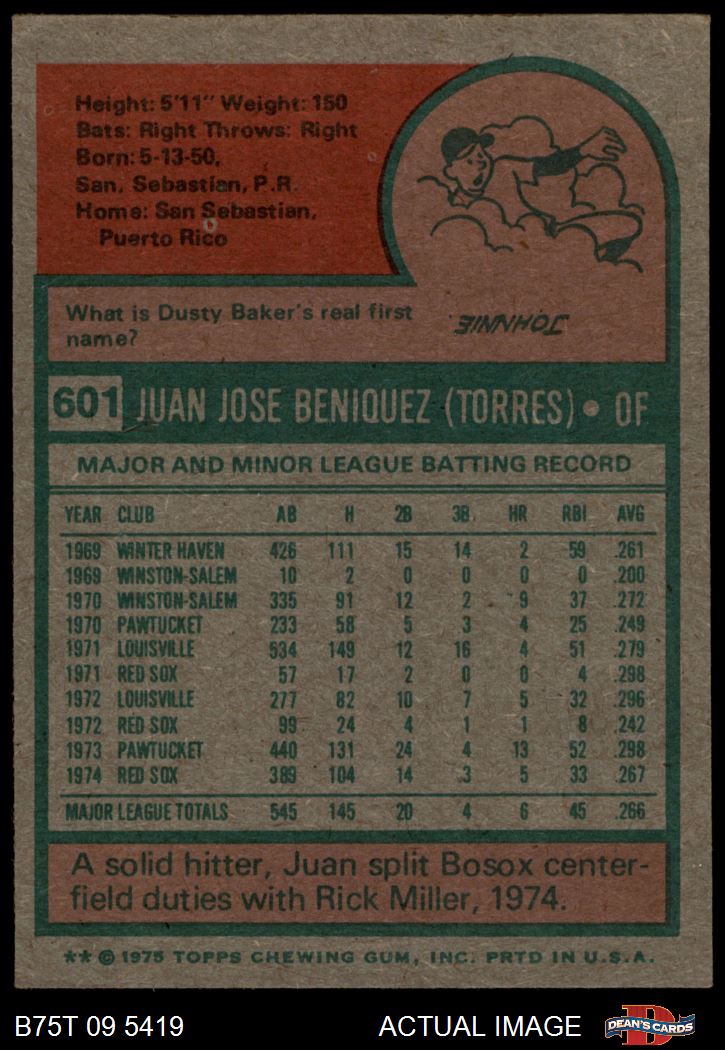 Height: 5'11" Weight: 150
Bats: Right Throws: Right
Born: 5-13-50,
San, Sebastian, P.R.
Home: San Sebastian,
Puerto Rico
What is Dusty Baker's real first
name?
JOHNNIE
601 JUAN JOSE BENIQUEZ (TORRES) • OF
MAJOR AND MINOR LEAGUE BATTING RECORD
YEAR CLUB AB H 2B 3B HR RBI AVG
1969 WINTER HAVEN 426 111 15 14 2 59 .261
1969 WINSTON-SALEM 10 2 0 0 0 0 .200
1970 WINSTON-SALEM 335 91 12 2 9 37 .272
1970 PAWTUCKET 233 58 5 3 4 25 .249
1971 LOUISVILLE 534 149 12 16 4 51 .279
1971 RED SOX 57 17 2 0 0 4 .298
1972 LOUISVILLE 277 82 10 7 5 32 .296
1972 RED SOX 99 24 4 1 1 8 .242
1973 PAWTUCKET 440 131 24 4 13 52 .298
1974 RED SOX 389 104 14 3 5 33 .267
MAJOR LEAGUE TOTALS 545 145 20 4 6 45 .266
A solid hitter, Juan split Bosox center-
field duties with Rick Miller, 1974.
** © 1975 TOPPS CHEWING GUM, INC. PRTD IN U.S.A.
B75T 09 5419 ACTUAL IMAGE
DEAN'S CARDS